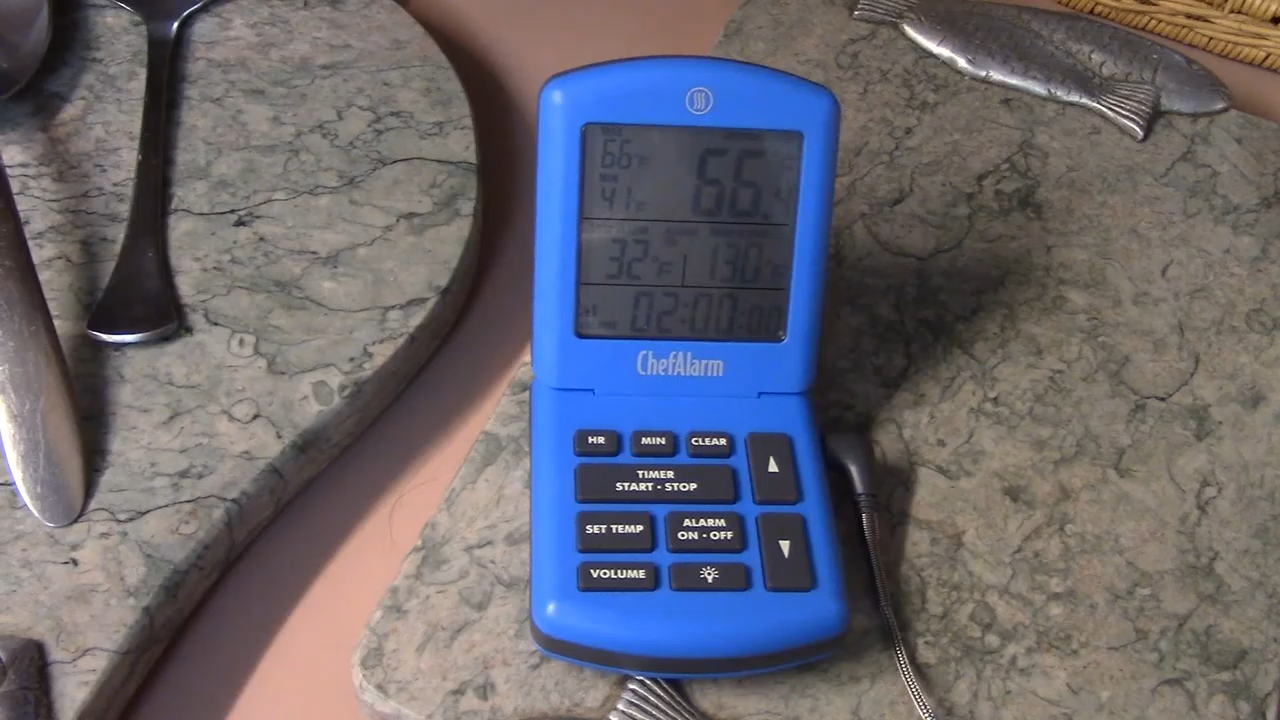 66°F
66.
MIN
41°F
32°F 130°F
02:00:00
ChefAlarm
HR MIN CLEAR
TIMER
START • STOP
SET TEMP ALARM
ON • OFF
VOLUME